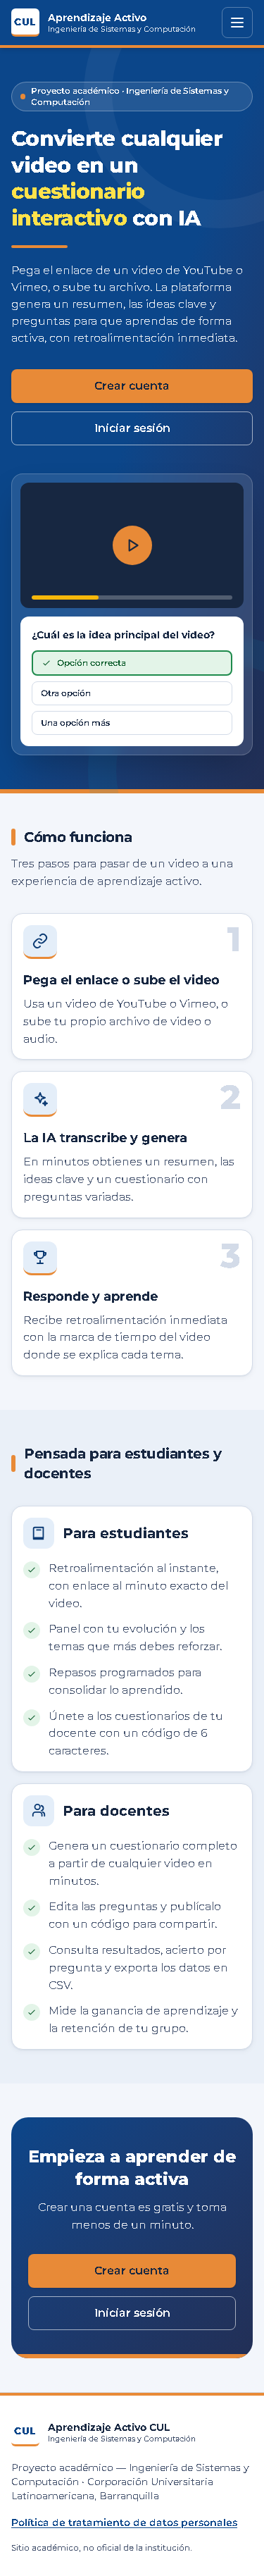 CUL
Aprendizaje Activo
Ingeniería de Sistemas y Computación
Proyecto académico · Ingeniería de Sistemas y
Computación
Convierte cualquier
video en un
cuestionario
interactivo con IA
Pega el enlace de un video de YouTube o
Vimeo, o sube tu archivo. La plataforma
genera un resumen, las ideas clave y
preguntas para que aprendas de forma
activa, con retroalimentación inmediata.
Crear cuenta
Iniciar sesión
¿Cuál es la idea principal del video?
Opción correcta
Otra opción
Una opción más
Cómo funciona
Tres pasos para pasar de un video a una
experiencia de aprendizaje activo.
1
Pega el enlace o sube el video
Usa un video de YouTube o Vimeo, o
sube tu propio archivo de video o
audio.
2
La IA transcribe y genera
En minutos obtienes un resumen, las
ideas clave y un cuestionario con
preguntas variadas.
3
Responde y aprende
Recibe retroalimentación inmediata
con la marca de tiempo del video
donde se explica cada tema.
Pensada para estudiantes y
docentes
Para estudiantes
Retroalimentación al instante,
con enlace al minuto exacto del
video.
Panel con tu evolución y los
temas que más debes reforzar.
Repasos programados para
consolidar lo aprendido.
Únete a los cuestionarios de tu
docente con un código de 6
caracteres.
Para docentes
Genera un cuestionario completo
a partir de cualquier video en
minutos.
Edita las preguntas y publícalo
con un código para compartir.
Consulta resultados, acierto por
pregunta y exporta los datos en
CSV.
Mide la ganancia de aprendizaje y
la retención de tu grupo.
Empieza a aprender de
forma activa
Crear una cuenta es gratis y toma
menos de un minuto.
Crear cuenta
Iniciar sesión
CUL
Aprendizaje Activo CUL
Ingeniería de Sistemas y Computación
Proyecto académico — Ingeniería de Sistemas y
Computación · Corporación Universitaria
Latinoamericana, Barranquilla
Política de tratamiento de datos personales
Sitio académico, no oficial de la institución.